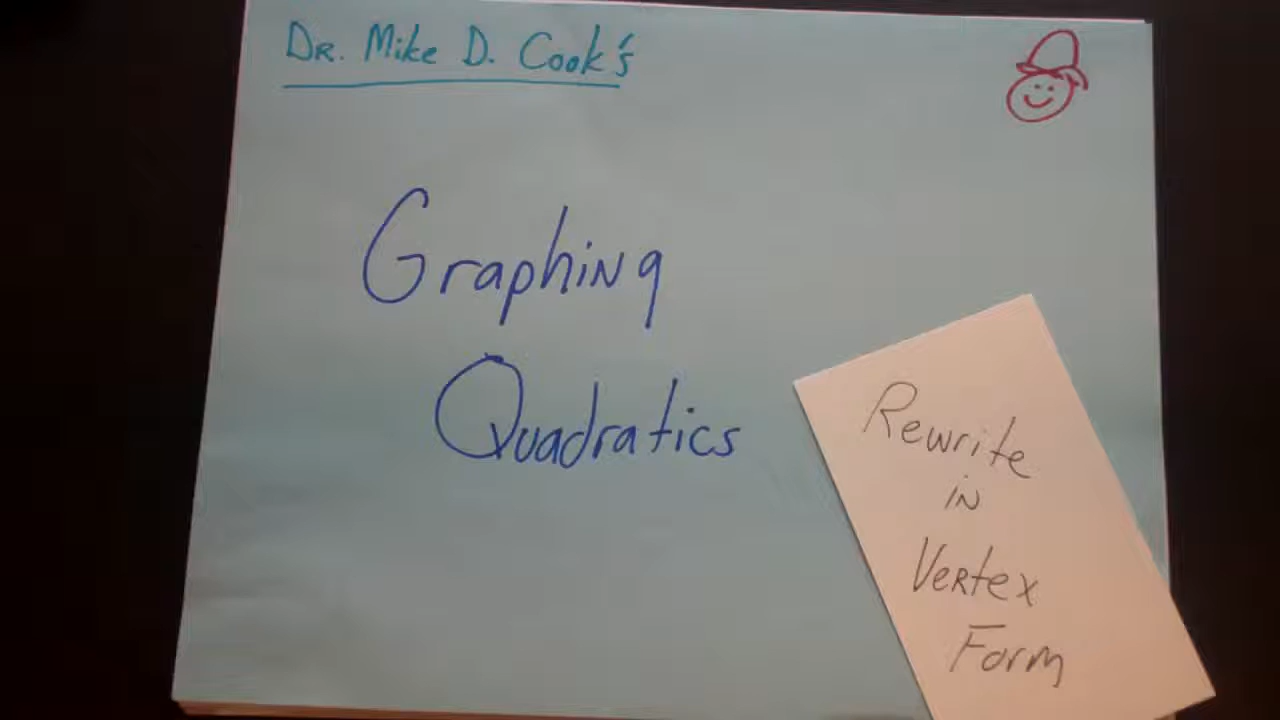 Dr. Mike D. Cook's
Graphing
Quadratics
Rewrite
in
Vertex
Form